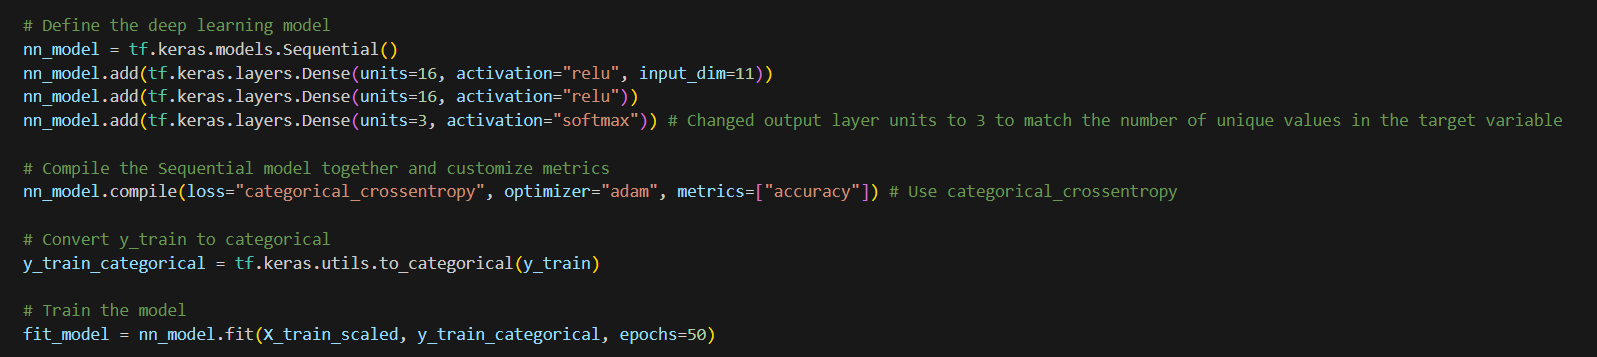 # Define the deep learning model
nn_model = tf.keras.models.Sequential()
nn_model.add(tf.keras.layers.Dense(units=16, activation="relu", input_dim=11))
nn_model.add(tf.keras.layers.Dense(units=16, activation="relu"))
nn_model.add(tf.keras.layers.Dense(units=3, activation="softmax")) # Changed output layer units to 3 to match the number of unique values in the target variable
# Compile the Sequential model together and customize metrics
nn_model.compile(loss="categorical_crossentropy", optimizer="adam", metrics=["accuracy"]) # Use categorical_crossentropy
# Convert y_train to categorical
y_train_categorical = tf.keras.utils.to_categorical(y_train)
# Train the model
fit_model = nn_model.fit(X_train_scaled, y_train_categorical, epochs=50)